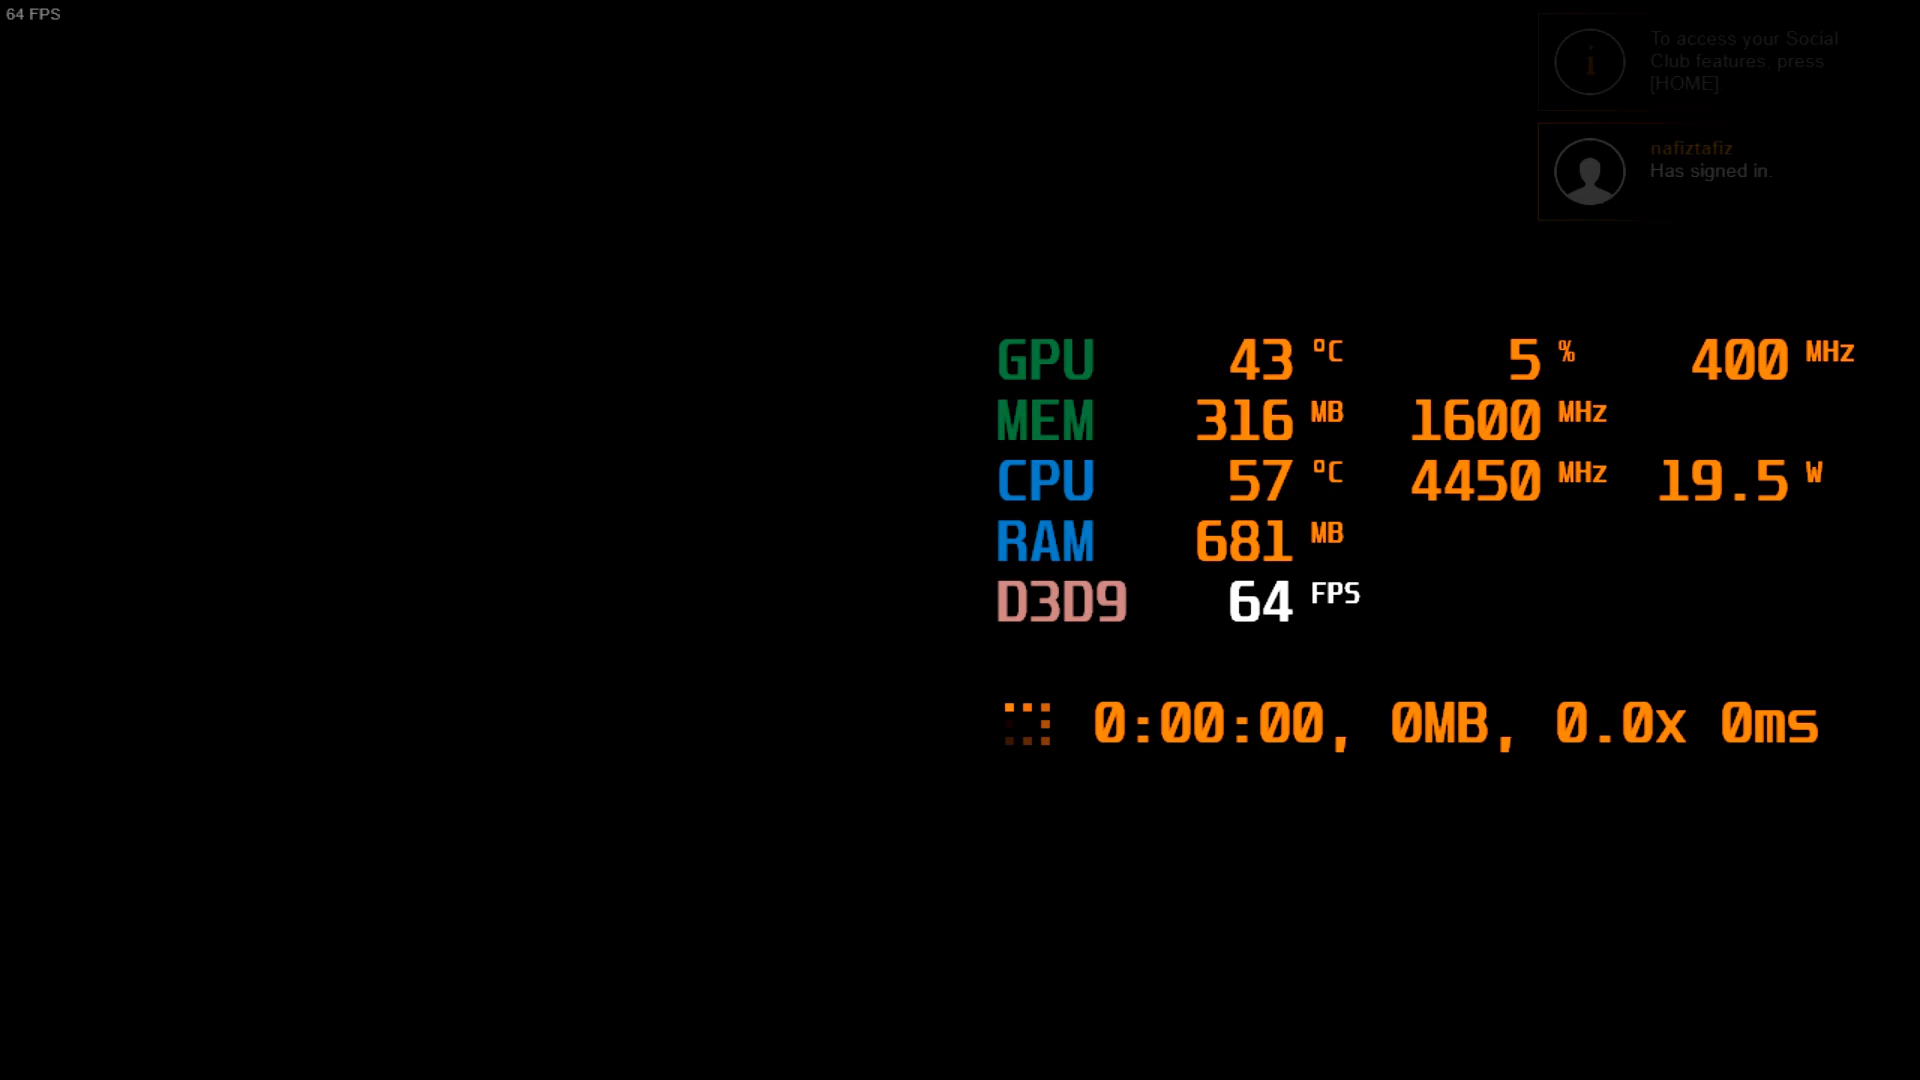 64 FPS
To access your Social
Club features, press
[HOME]
nafiztafiz
Has signed in.
GPU 43 °C 5 % 400 MHz
MEM 316 MB 1600 MHz
CPU 57 °C 4450 MHz 19.5 W
RAM 681 MB
D3D9 64 FPS
0:00:00, 0MB, 0.0x 0ms